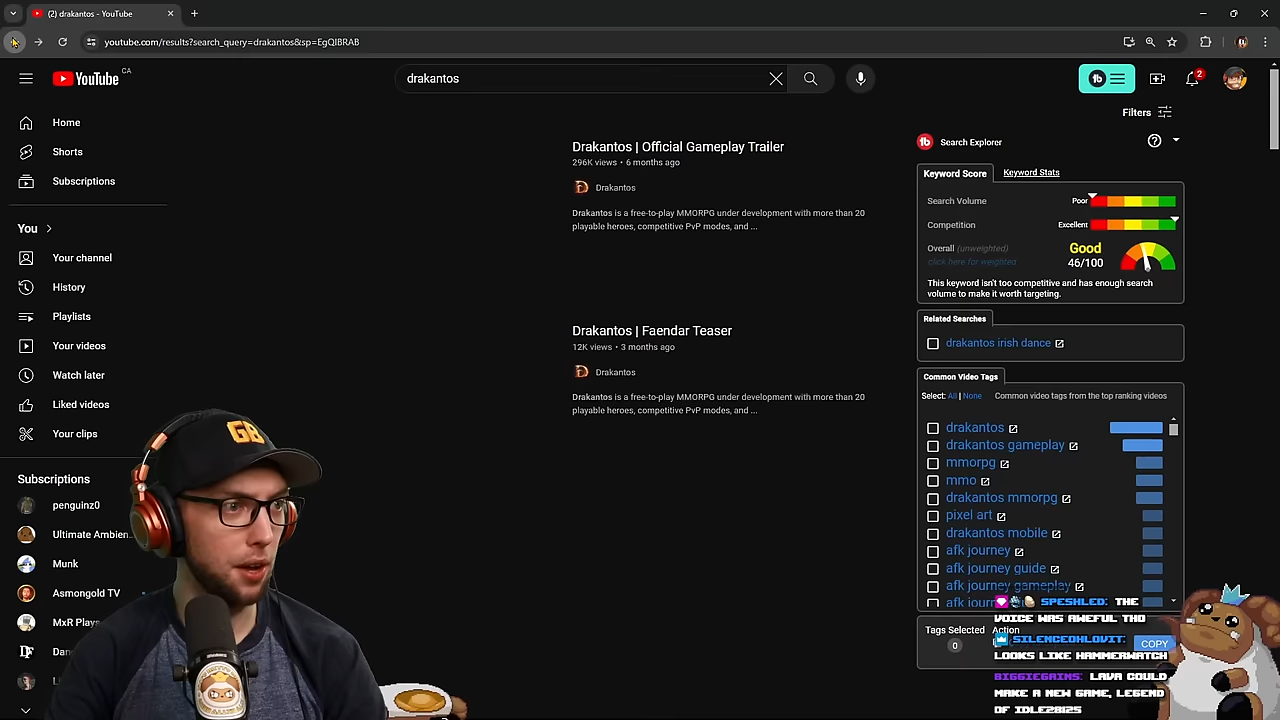 (2) drakantos - YouTube
youtube.com/results?search_query=drakantos&sp=EgQIBRAB
YouTube CA
drakantos
tb
2
Home
Shorts
Subscriptions
You
Your channel
History
Playlists
Your videos
Watch later
Liked videos
Your clips
Subscriptions
penguinz0
Ultimate Ambien
Munk
Asmongold TV
MxR Plays
Filters
Drakantos | Official Gameplay Trailer
296K views • 6 months ago
Drakantos
Drakantos is a free-to-play MMORPG under development with more than 20
playable heroes, competitive PvP modes, and ...
Drakantos | Faendar Teaser
12K views • 3 months ago
Drakantos
Drakantos is a free-to-play MMORPG under development with more than 20
playable heroes, competitive PvP modes, and ...
tb Search Explorer
Keyword Score Keyword Stats
Search Volume Poor
Competition Excellent
Overall (unweighted) Good
click here for weighted 46/100
This keyword isn't too competitive and has enough search
volume to make it worth targeting.
Related Searches
drakantos irish dance
Common Video Tags
Select: All | None Common video tags from the top ranking videos
drakantos
drakantos gameplay
mmorpg
mmo
drakantos mmorpg
pixel art
drakantos mobile
afk journey
afk journey guide
afk journey gameplay
Tags Selected Action
0 COPY
SPESHLED: THE
VOICE WAS AWEFUL THO
SILENCEOHLOVIT:
LOOKS LIKE HAMMERWATCH
BIGGIEGAINS: LAVA COULD
MAKE A NEW GAME, LEGEND
GB